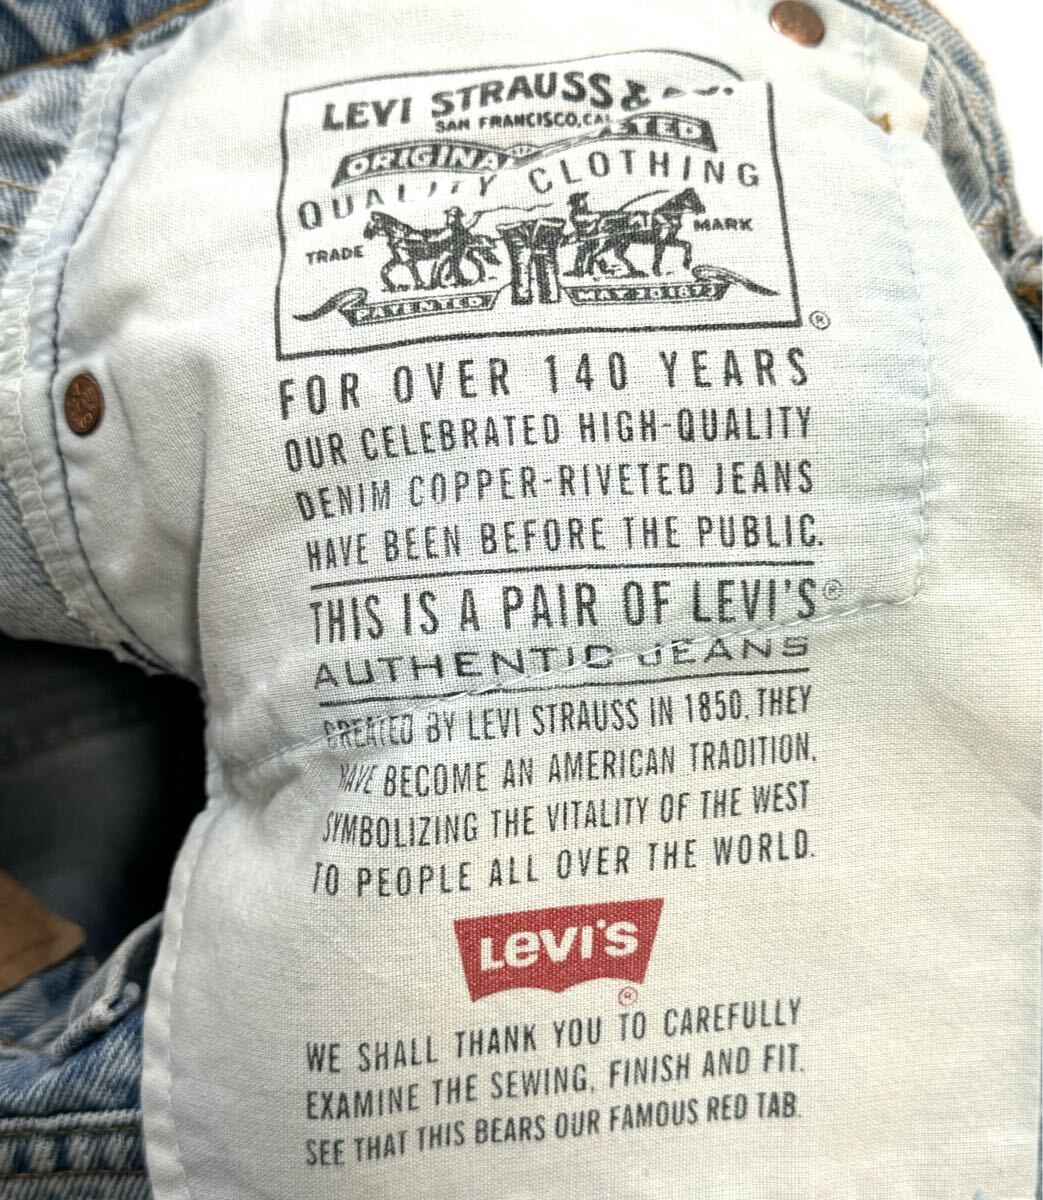 LEVI STRAUSS &
SAN FRANCISCO, CAL
ORIGINAL
QUALITY CLOTHING
TRADE MARK
PATENTED MAY 20 1873
®
FOR OVER 140 YEARS
OUR CELEBRATED HIGH-QUALITY
DENIM COPPER-RIVETED JEANS
HAVE BEEN BEFORE THE PUBLIC.
THIS IS A PAIR OF LEVI'S®
AUTHENTIC JEANS
CREATED BY LEVI STRAUSS IN 1850. THEY
HAVE BECOME AN AMERICAN TRADITION,
SYMBOLIZING THE VITALITY OF THE WEST
TO PEOPLE ALL OVER THE WORLD.
LEVI'S
®
WE SHALL THANK YOU TO CAREFULLY
EXAMINE THE SEWING, FINISH AND FIT.
SEE THAT THIS BEARS OUR FAMOUS RED TAB.